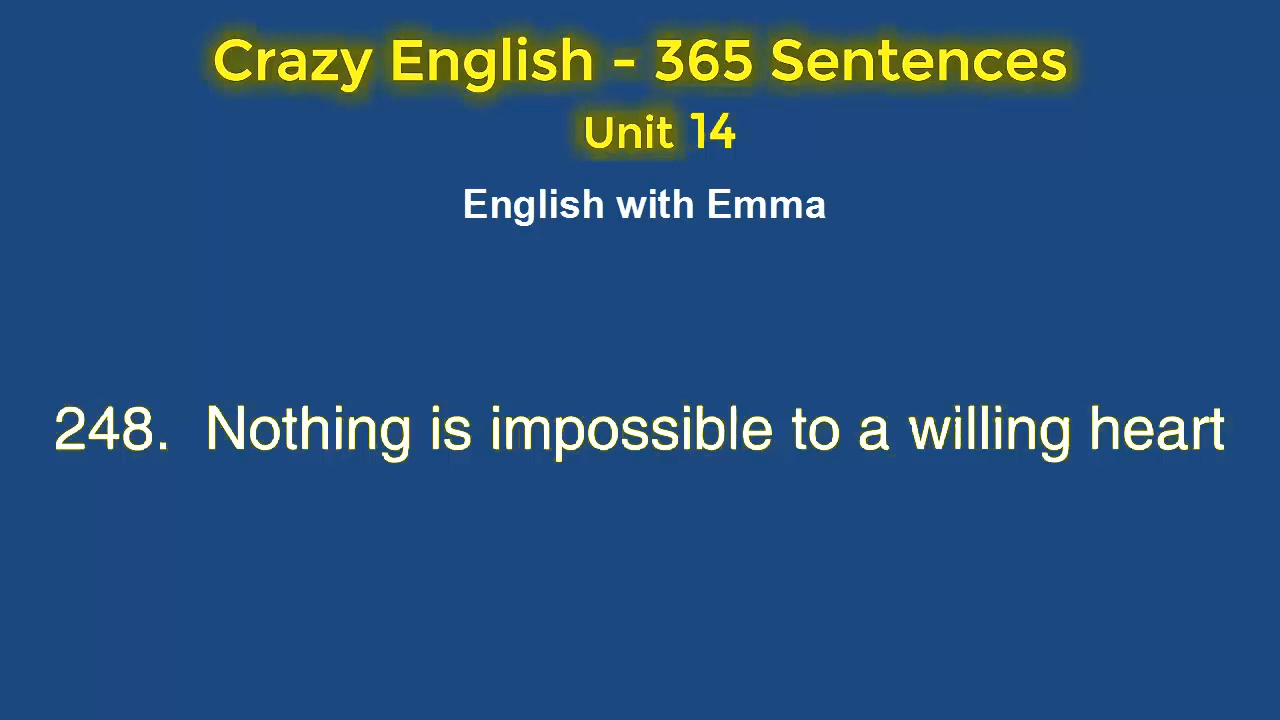 Crazy English - 365 Sentences
Unit 14
English with Emma
248. Nothing is impossible to a willing heart